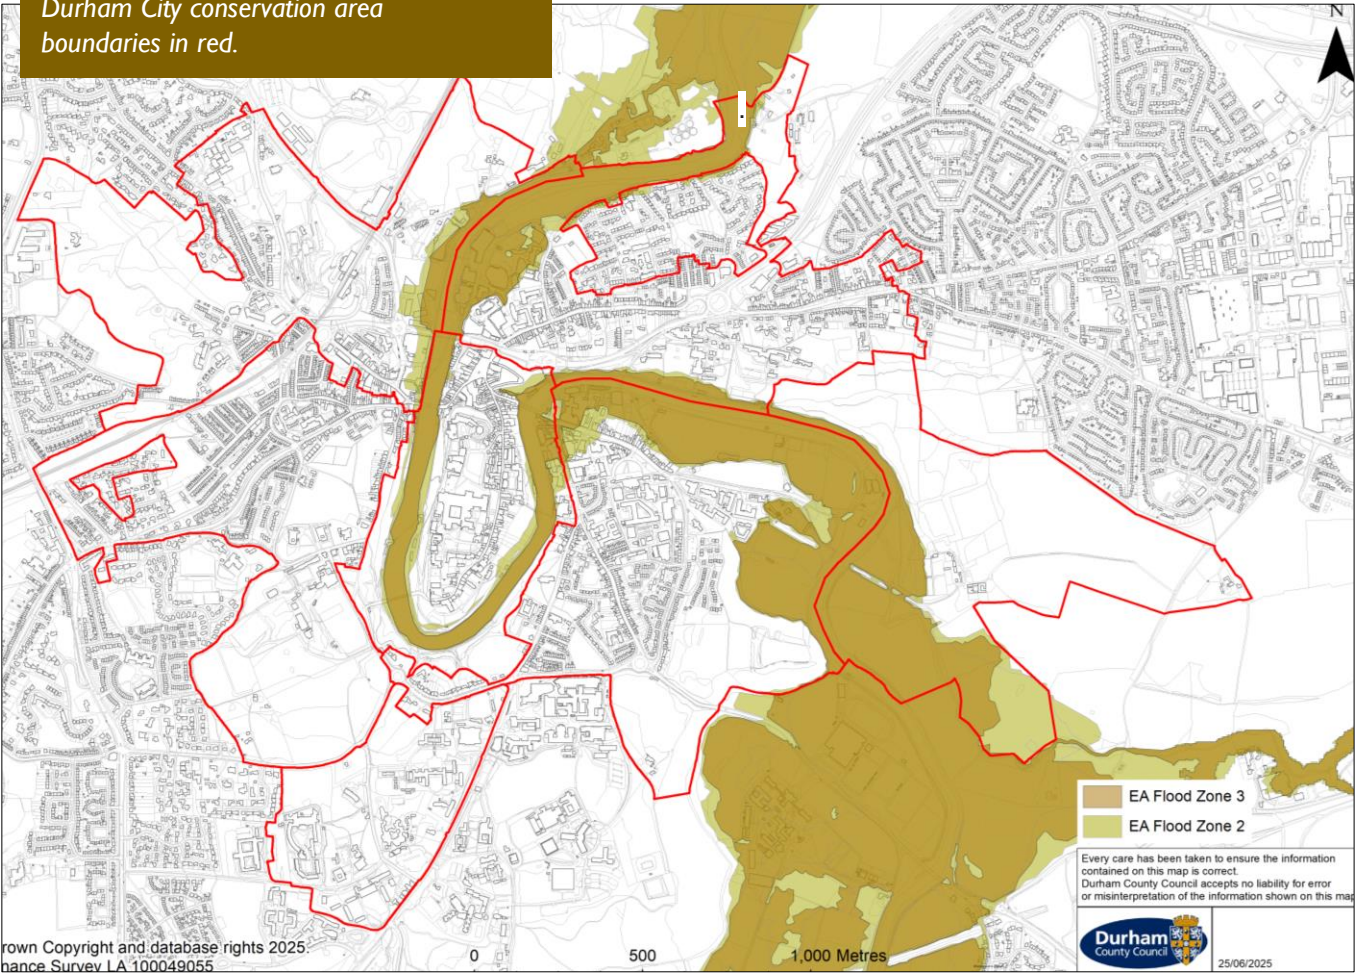 Durham City conservation area
boundaries in red.
N
EA Flood Zone 3
EA Flood Zone 2
Every care has been taken to ensure the information
contained on this map is correct.
Durham County Council accepts no liability for error
or misinterpretation of the information shown on this map
Durham
County Council
25/06/2025
rown Copyright and database rights 2025.
nance Survey LA 100049055
0 500 1,000 Metres